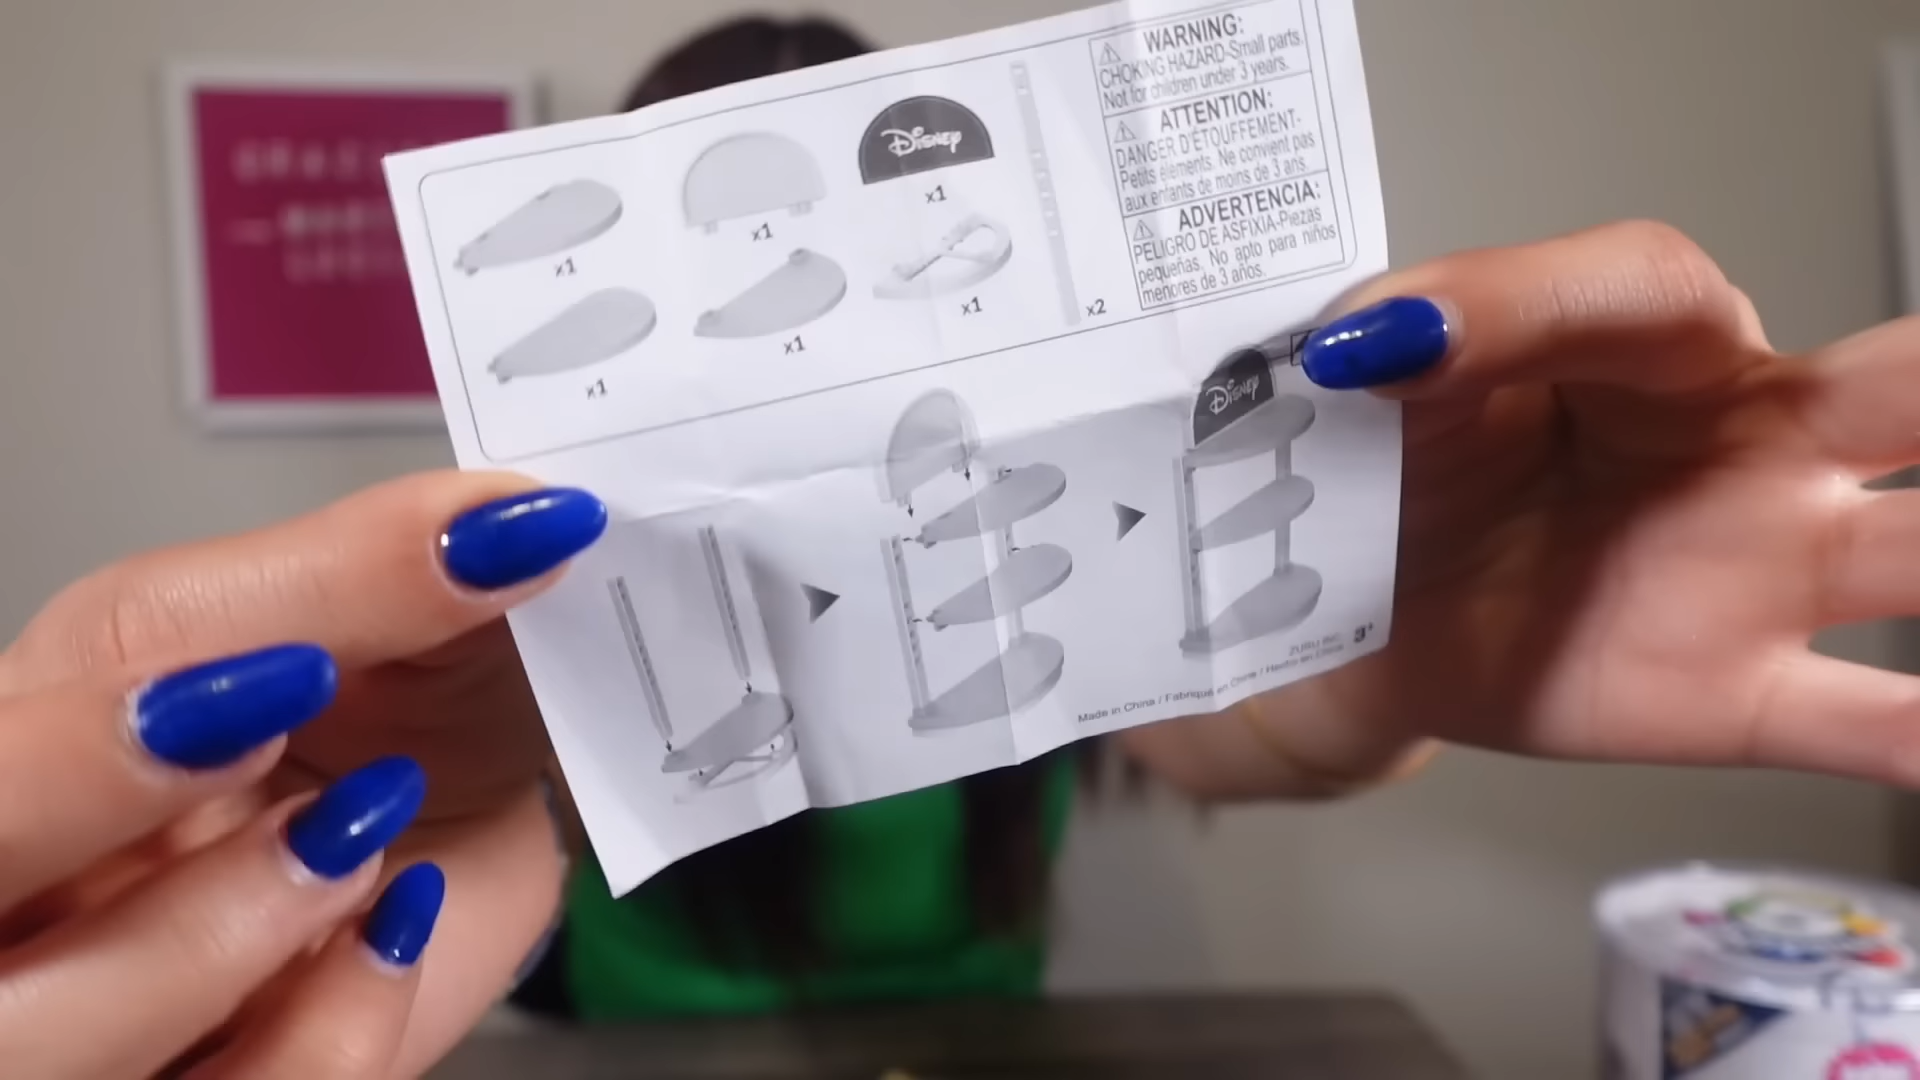 WARNING:
CHOKING HAZARD-Small parts.
Not for children under 3 years.
ATTENTION:
DANGER D'ÉTOUFFEMENT-
Petits éléments. Ne convient pas
aux enfants de moins de 3 ans.
ADVERTENCIA:
PELIGRO DE ASFIXIA-Piezas
pequeñas. No apto para niños
menores de 3 años.
Disney
x1
x1
x1
x1
x1
x1
x2
Disney
ZURU INC.
3+
Made in China / Fabriqué en Chine / Hecho en China